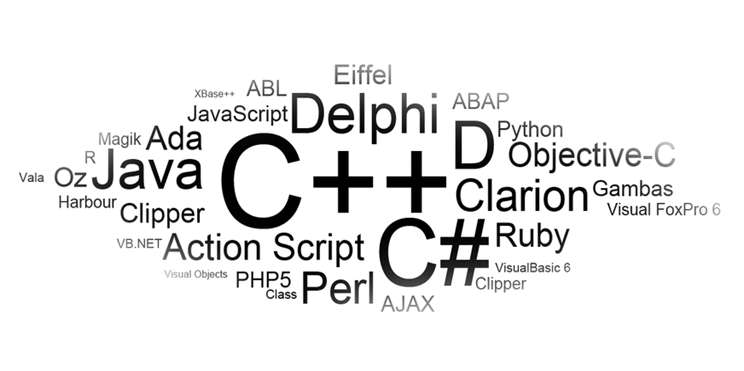 Eiffel
XBase++
ABL
Delphi
ABAP
JavaScript
Magik
Ada
C++
D
Python
R
Java
Objective-C
Vala
Oz
Clarion
Gambas
Harbour
Clipper
Visual FoxPro 6
VB.NET
Action Script
C#
Ruby
Visual Objects
PHP5
VisualBasic 6
Class
Perl
Clipper
AJAX